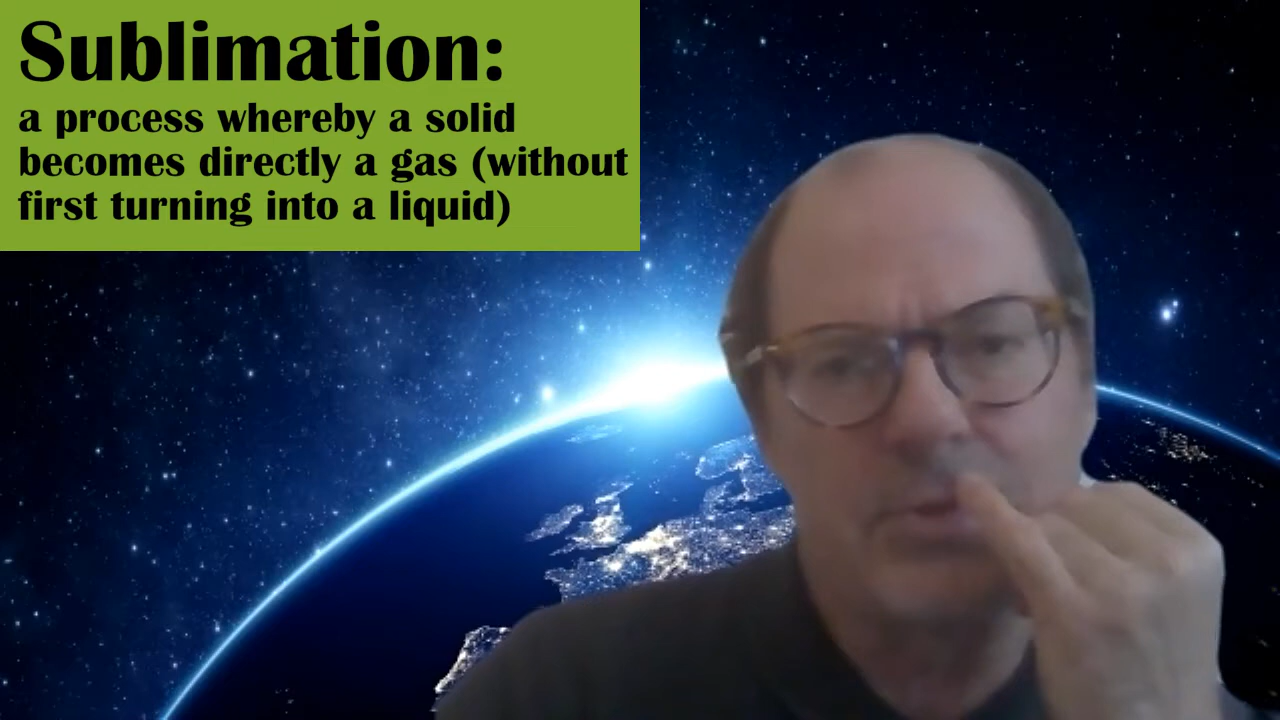 Sublimation:
a process whereby a solid
becomes directly a gas (without
first turning into a liquid)